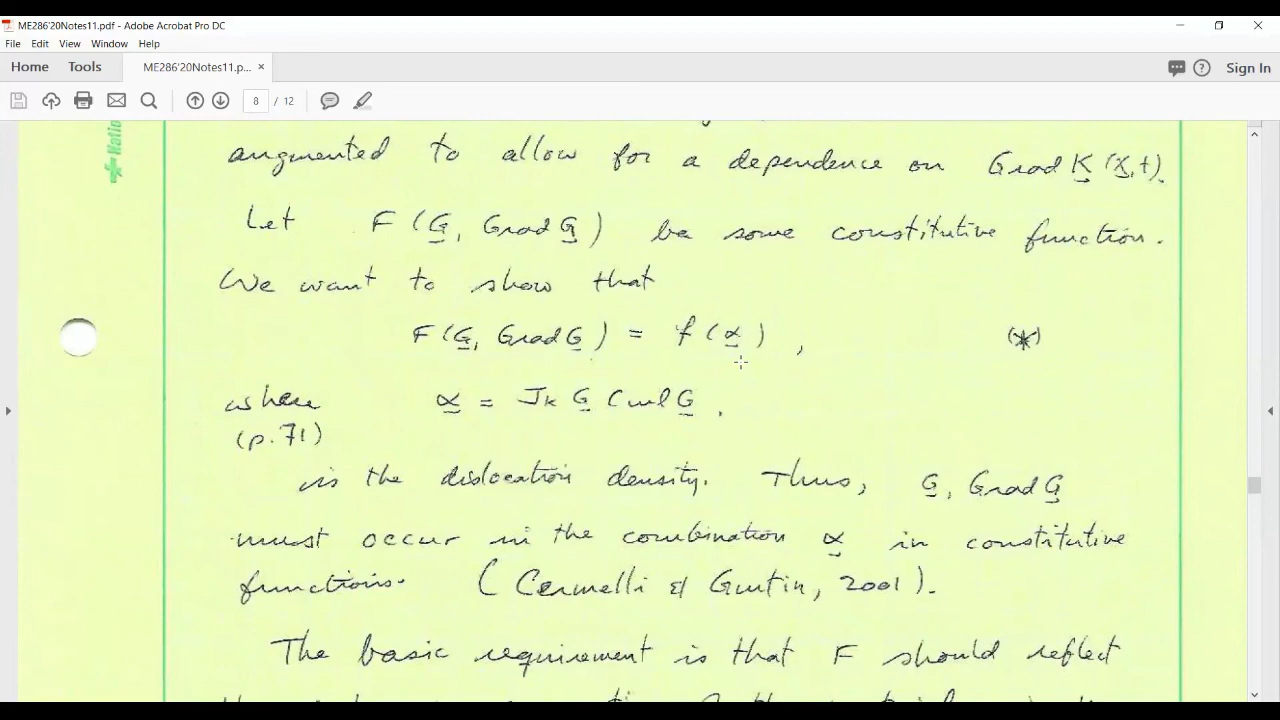 ME286'20Notes11.pdf - Adobe Acrobat Pro DC
File Edit View Window Help
Home Tools ME286'20Notes11.p... × Sign In
8 / 12
augmented to allow for a dependence on Grad K (X,t).
Let F (G, Grad G) be some constitutive function.
We want to show that
F (G, Grad G) = f (α) , (*)
where α = J_K G Curl G ,
(p.71)
is the dislocation density. Thus, G, Grad G
must occur in the combination α in constitutive
functions. (Cermelli & Gurtin, 2001).
The basic requirement is that F should reflect